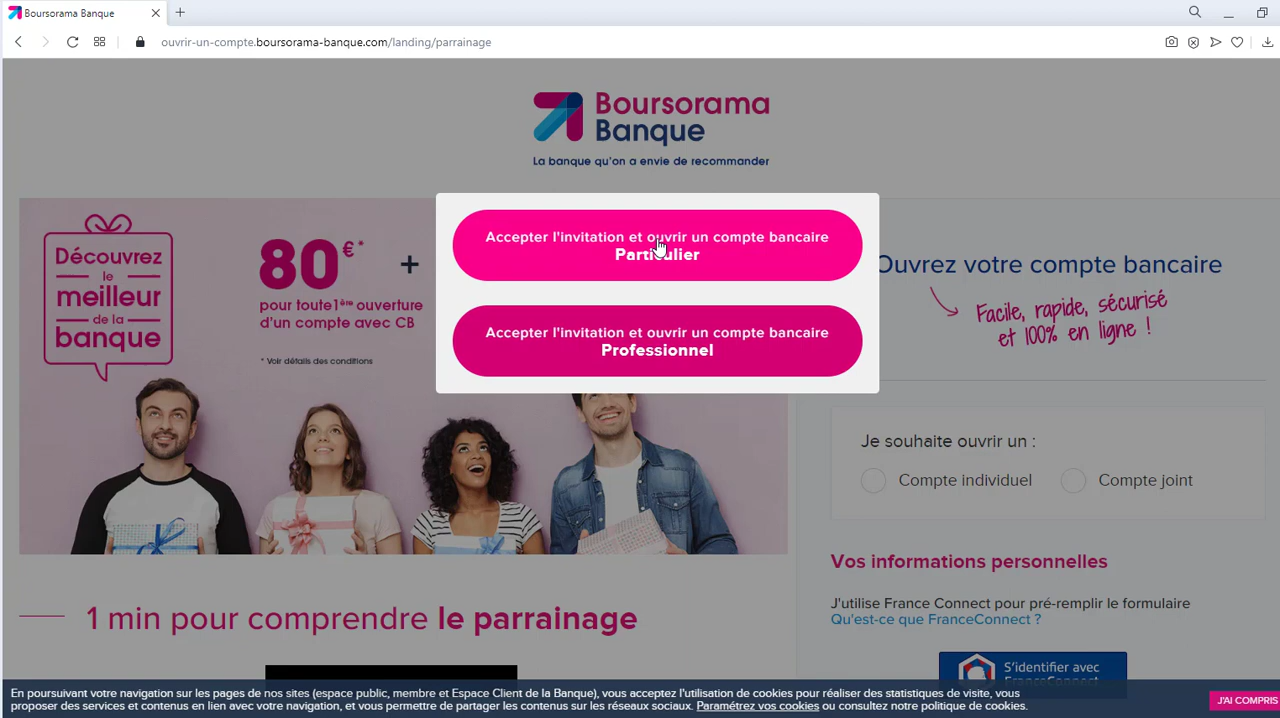 Boursorama Banque
ouvrir-un-compte.boursorama-banque.com/landing/parrainage
Boursorama
Banque
La banque qu'on a envie de recommander
Découvrez
le
meilleur
de la
banque
80€* +
pour toute 1ère ouverture
d'un compte avec CB
* Voir détails des conditions
Accepter l'invitation et ouvrir un compte bancaire
Particulier
Accepter l'invitation et ouvrir un compte bancaire
Professionnel
Ouvrez votre compte bancaire
Facile, rapide, sécurisé
et 100% en ligne !
Je souhaite ouvrir un :
Compte individuel
Compte joint
Vos informations personnelles
J'utilise France Connect pour pré-remplir le formulaire
Qu'est-ce que FranceConnect ?
S'identifier avec
FranceConnect
1 min pour comprendre le parrainage
En poursuivant votre navigation sur les pages de nos sites (espace public, membre et Espace Client de la Banque), vous acceptez l'utilisation de cookies pour réaliser des statistiques de visite, vous
proposer des services et contenus en lien avec votre navigation, et vous permettre de partager les contenus sur les réseaux sociaux. Paramétrez vos cookies ou consultez notre politique de cookies.
J'AI COMPRIS